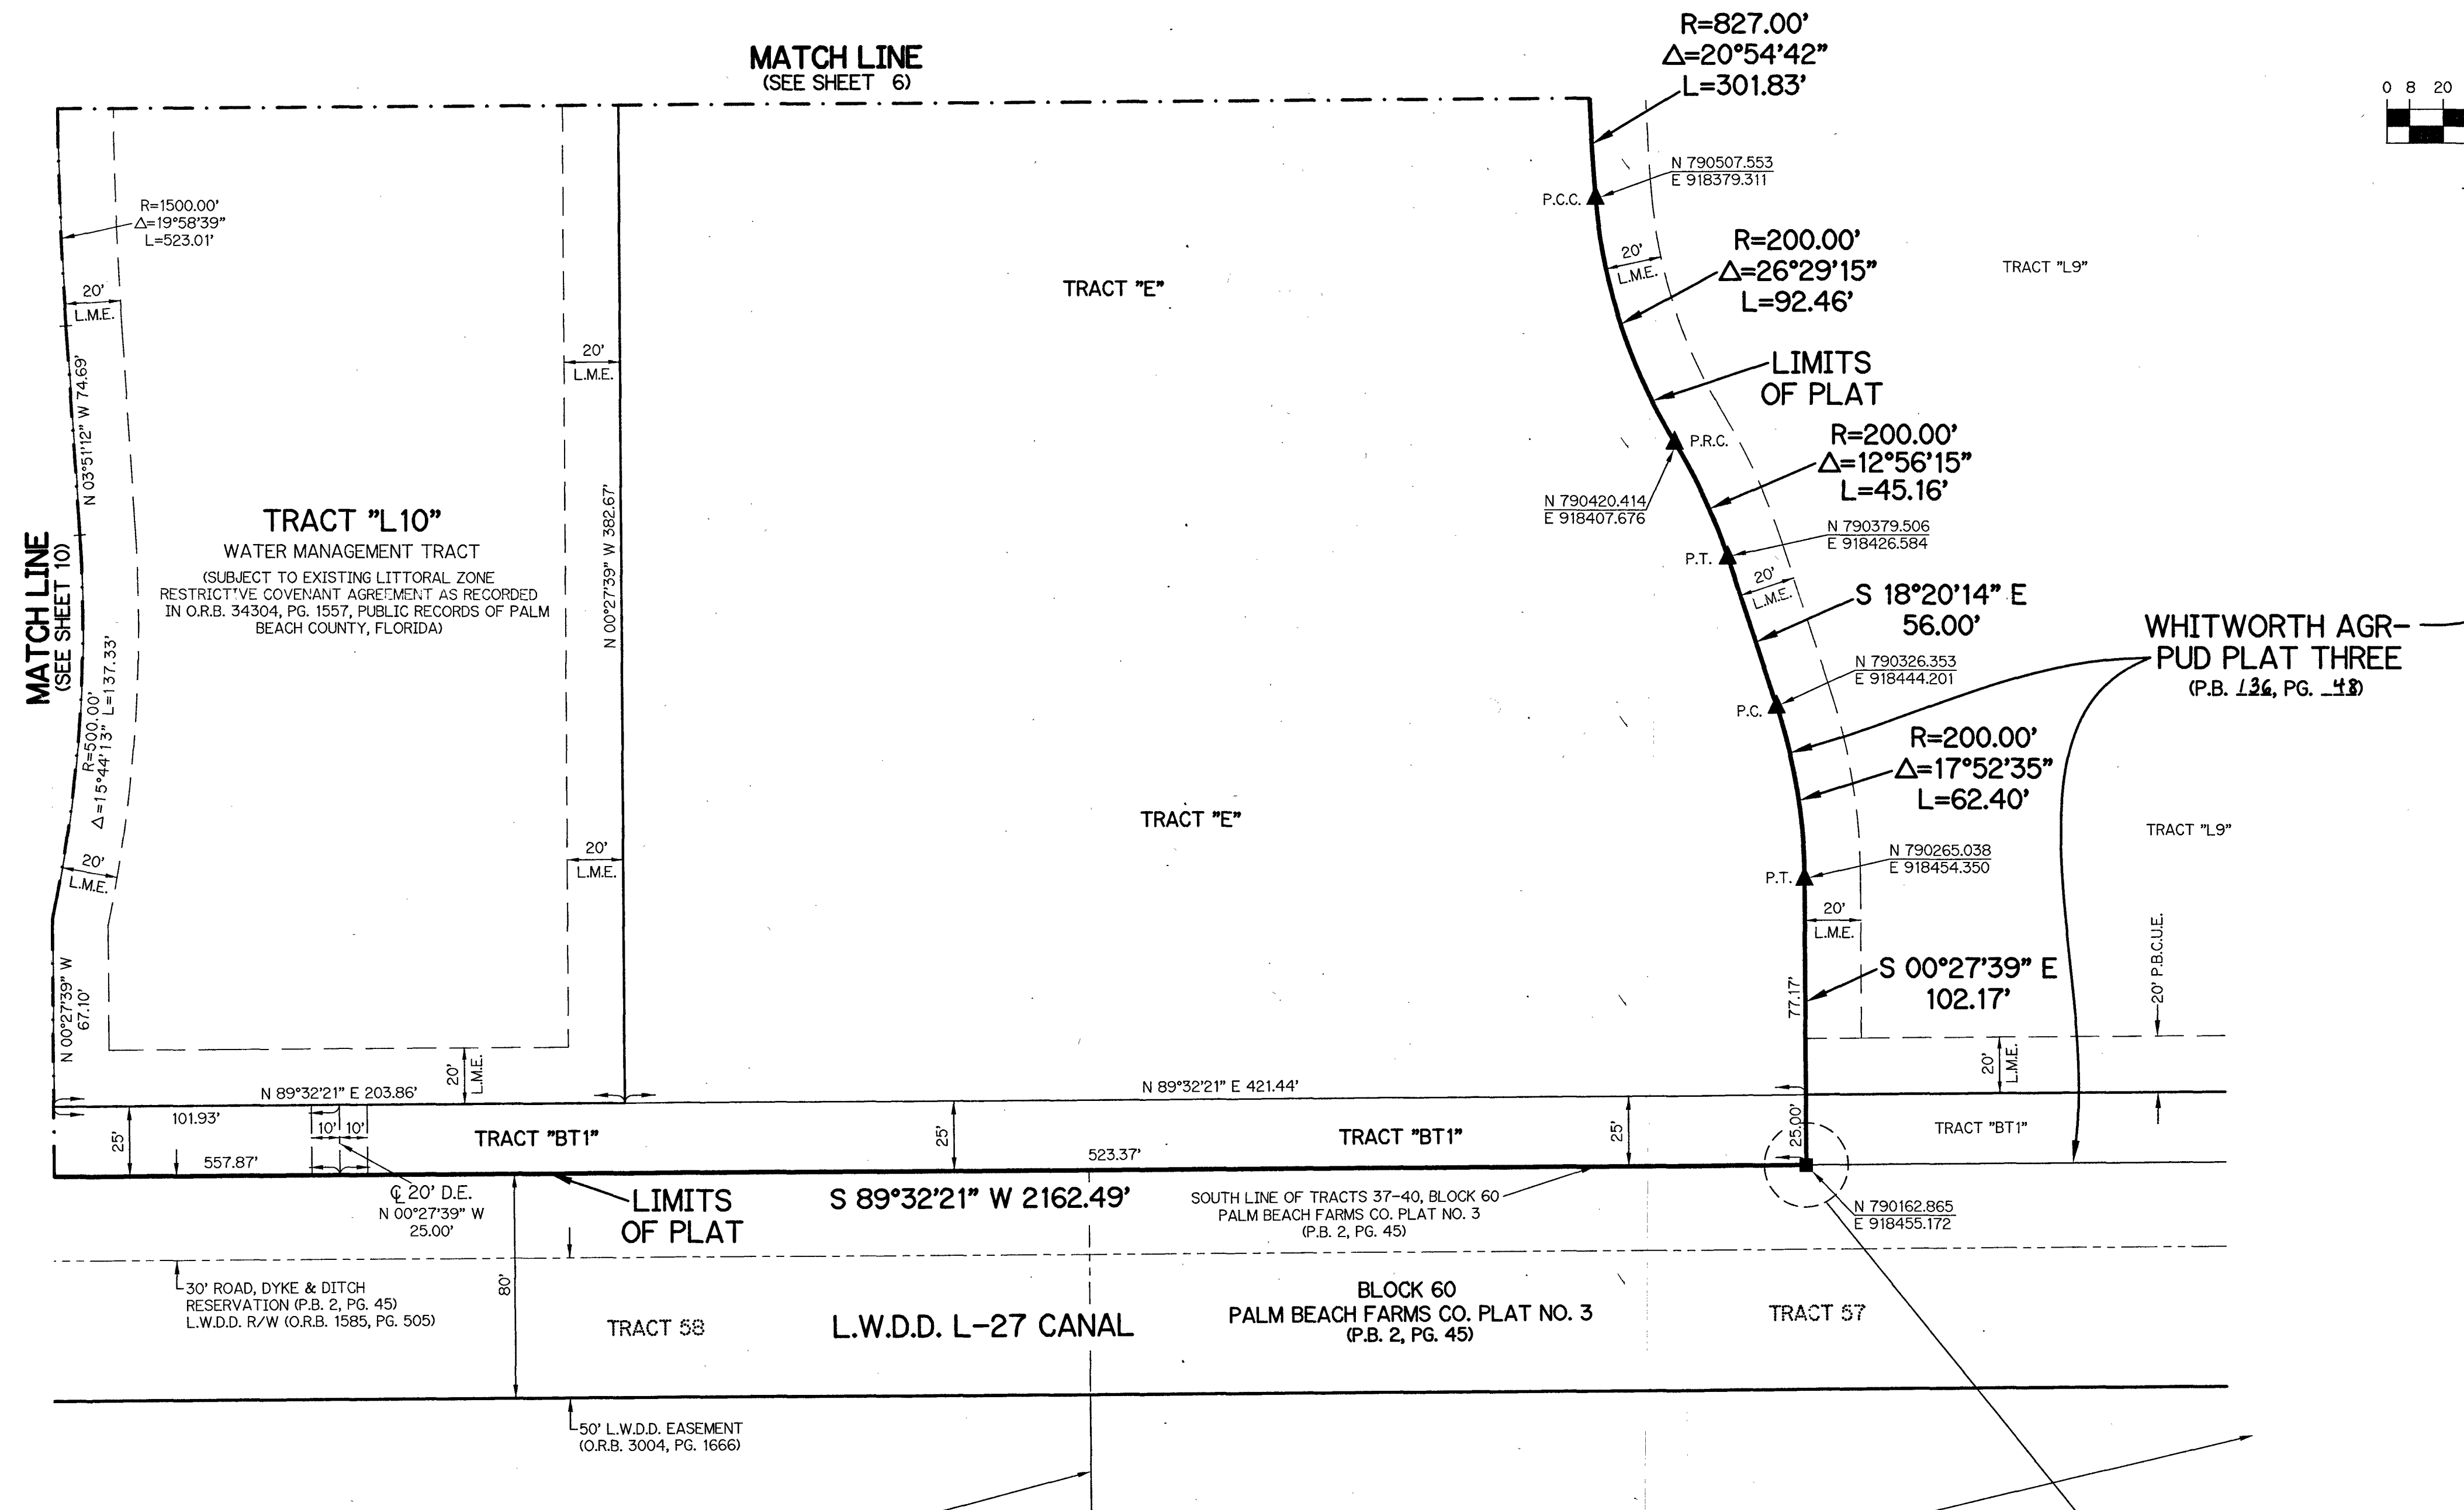 MATCH LINE
(SEE SHEET 6)
R=827.00'
Δ=20°54'42"
L=301.83'
0 8 20
N 790507.553
E 918379.311
P.C.C.
R=1500.00'
Δ=19°58'39"
L=523.01'
20'
L.M.E.
R=200.00'
Δ=26°29'15"
L=92.46'
20'
L.M.E.
TRACT "L9"
TRACT "E"
20'
L.M.E.
N 03°51'12" W 74.69'
LIMITS
OF PLAT
P.R.C.
R=200.00'
Δ=12°56'15"
L=45.16'
N 790420.414
E 918407.676
N 790379.506
E 918426.584
P.T.
TRACT "L10"
WATER MANAGEMENT TRACT
(SUBJECT TO EXISTING LITTORAL ZONE
RESTRICTIVE COVENANT AGREEMENT AS RECORDED
IN O.R.B. 34304, PG. 1557, PUBLIC RECORDS OF PALM
BEACH COUNTY, FLORIDA)
N 00°27'39" W 382.67'
MATCH LINE
(SEE SHEET 10)
20'
L.M.E.
S 18°20'14" E
56.00'
WHITWORTH AGR-
PUD PLAT THREE
(P.B. 136, PG. 48)
N 790326.353
E 918444.201
P.C.
R=500.00'
Δ=15°44'13" L=137.33'
R=200.00'
Δ=17°52'35"
L=62.40'
TRACT "E"
TRACT "L9"
20'
L.M.E.
20'
L.M.E.
N 790265.038
E 918454.350
P.T.
20'
L.M.E.
20' P.B.C.U.E.
S 00°27'39" E
102.17'
77.17'
N 00°27'39" W
67.10'
20'
L.M.E.
20'
L.M.E.
N 89°32'21" E 203.86'
N 89°32'21" E 421.44'
101.93'
25'
10' 10'
TRACT "BT1"
25'
TRACT "BT1"
25'
25.00'
TRACT "BT1"
557.87'
523.37'
℄ 20' D.E.
N 00°27'39" W
25.00'
LIMITS
OF PLAT
S 89°32'21" W 2162.49'
SOUTH LINE OF TRACTS 37-40, BLOCK 60
PALM BEACH FARMS CO. PLAT NO. 3
(P.B. 2, PG. 45)
N 790162.865
E 918455.172
30' ROAD, DYKE & DITCH
RESERVATION (P.B. 2, PG. 45)
L.W.D.D. R/W (O.R.B. 1585, PG. 505)
80'
TRACT 58
L.W.D.D. L-27 CANAL
BLOCK 60
PALM BEACH FARMS CO. PLAT NO. 3
(P.B. 2, PG. 45)
TRACT 57
50' L.W.D.D. EASEMENT
(O.R.B. 3004, PG. 1666)